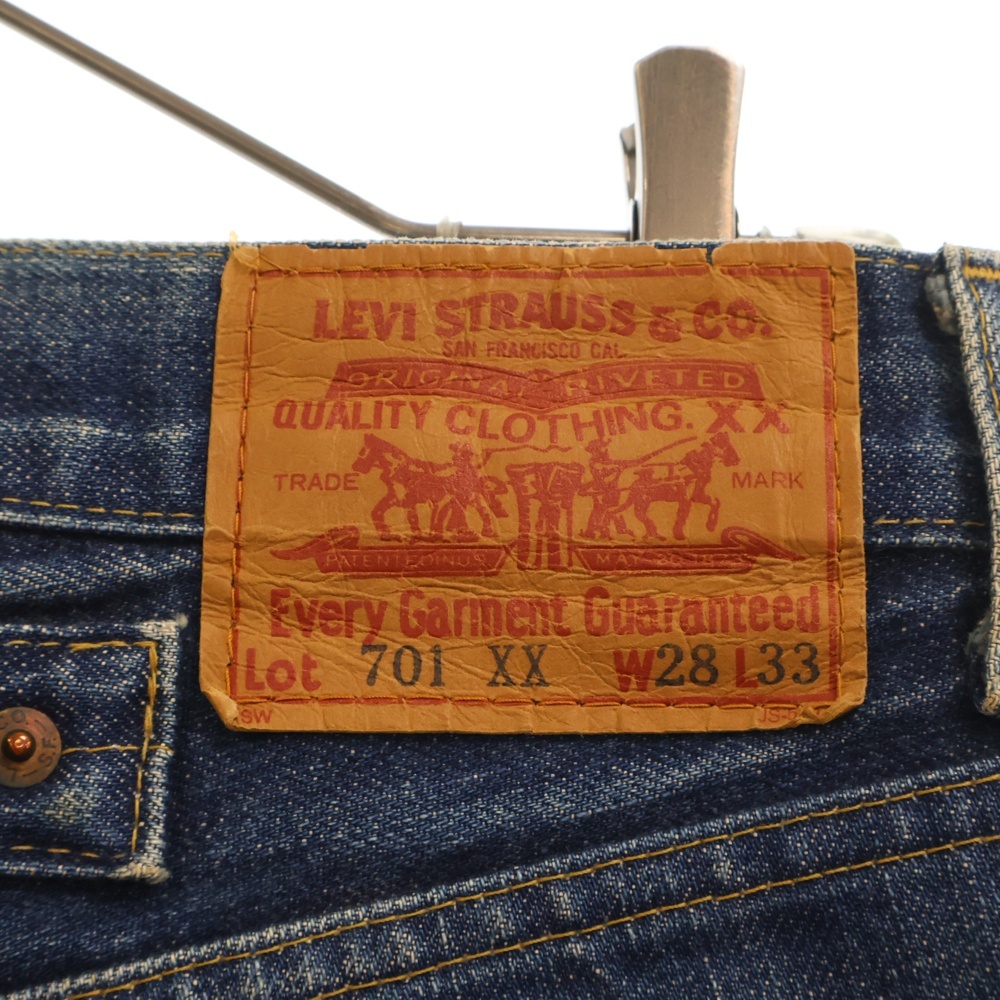 LEVI STRAUSS & CO.
SAN FRANCISCO CAL.
ORIGINAL RIVETED
QUALITY CLOTHING. XX
TRADE MARK
Every Garment Guaranteed
Lot 701 XX W28 L33
SW